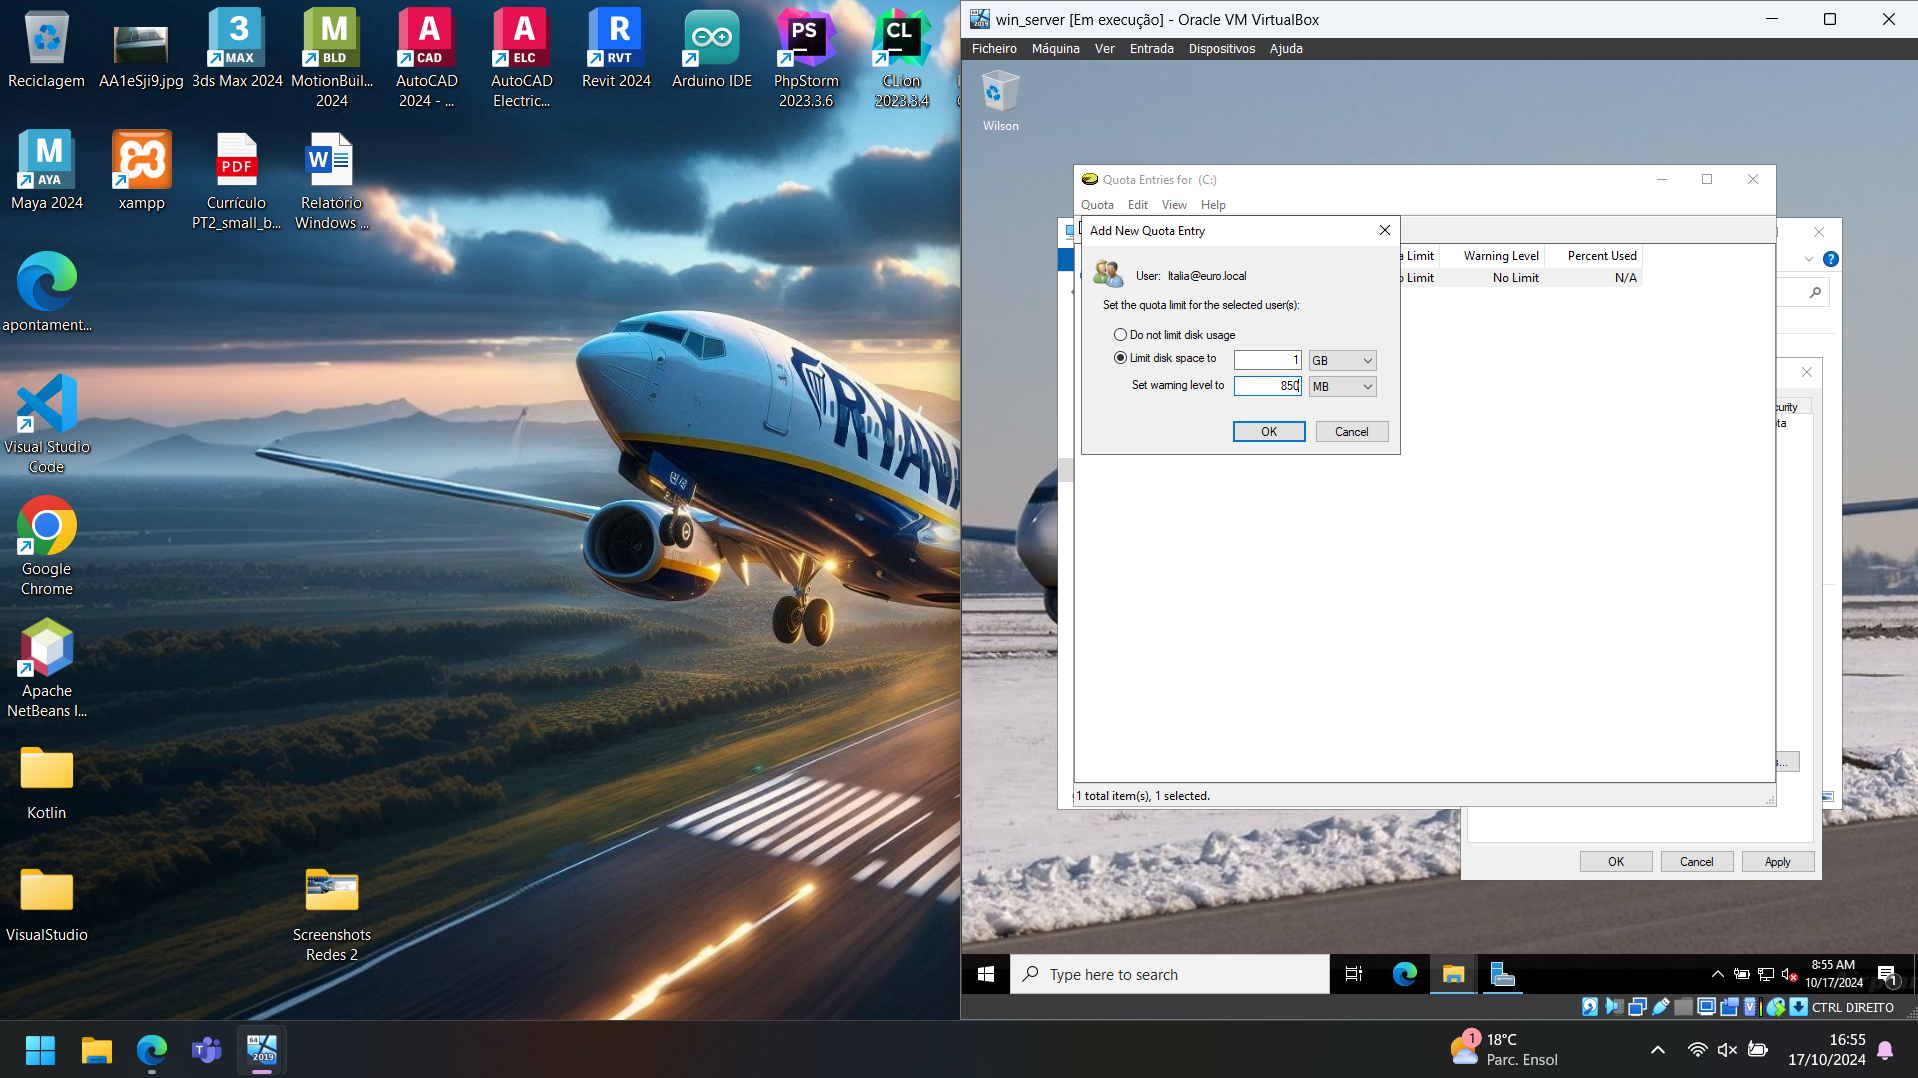 Reciclagem
AA1eSji9.jpg
3ds Max 2024
MotionBuil...
2024
AutoCAD
2024 - ...
AutoCAD
Electric...
Revit 2024
Arduino IDE
PhpStorm
2023.3.6
CLion
2023.3.4
3
MAX
M
BLD
A
CAD
A
ELC
R
RVT
PS
CL
M
AYA
PDF
W
Maya 2024
xampp
Currículo
PT2_small_b...
Relatório
Windows ...
apontament...
Visual Studio
Code
Google
Chrome
Apache
NetBeans I...
Kotlin
VisualStudio
Screenshots
Redes 2
RYAN
win_server [Em execução] - Oracle VM VirtualBox
Ficheiro Máquina Ver Entrada Dispositivos Ajuda
Wilson
Quota Entries for (C:)
Quota Edit View Help
Add New Quota Entry
User: Italia@euro.local
Set the quota limit for the selected user(s):
Do not limit disk usage
Limit disk space to 1 GB
Set warning level to 850 MB
OK Cancel
a Limit Warning Level Percent Used
o Limit No Limit N/A
curity
ta
s...
1 total item(s), 1 selected.
OK Cancel Apply
Type here to search
8:55 AM
10/17/2024
1
CTRL DIREITO
64
2019
1
18°C
Parc. Ensol
16:55
17/10/2024